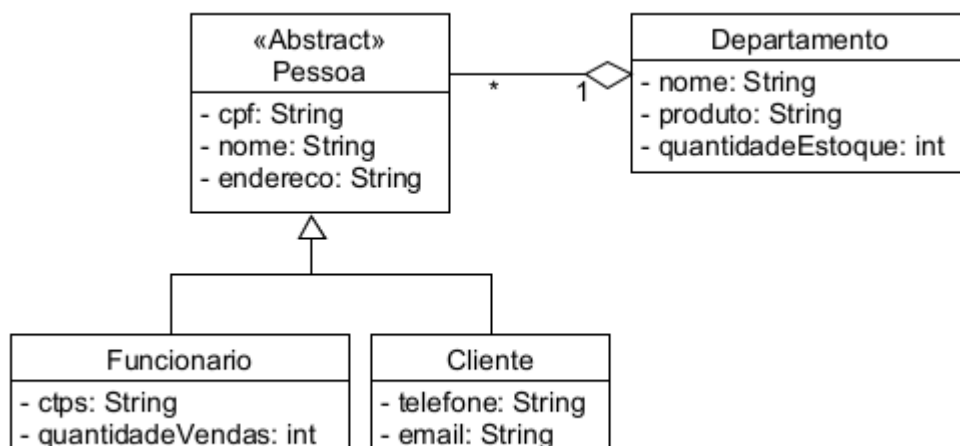 «Abstract»
Pessoa
- cpf: String
- nome: String
- endereco: String
*
1
Departamento
- nome: String
- produto: String
- quantidadeEstoque: int
Funcionario
- ctps: String
- quantidadeVendas: int
Cliente
- telefone: String
- email: String